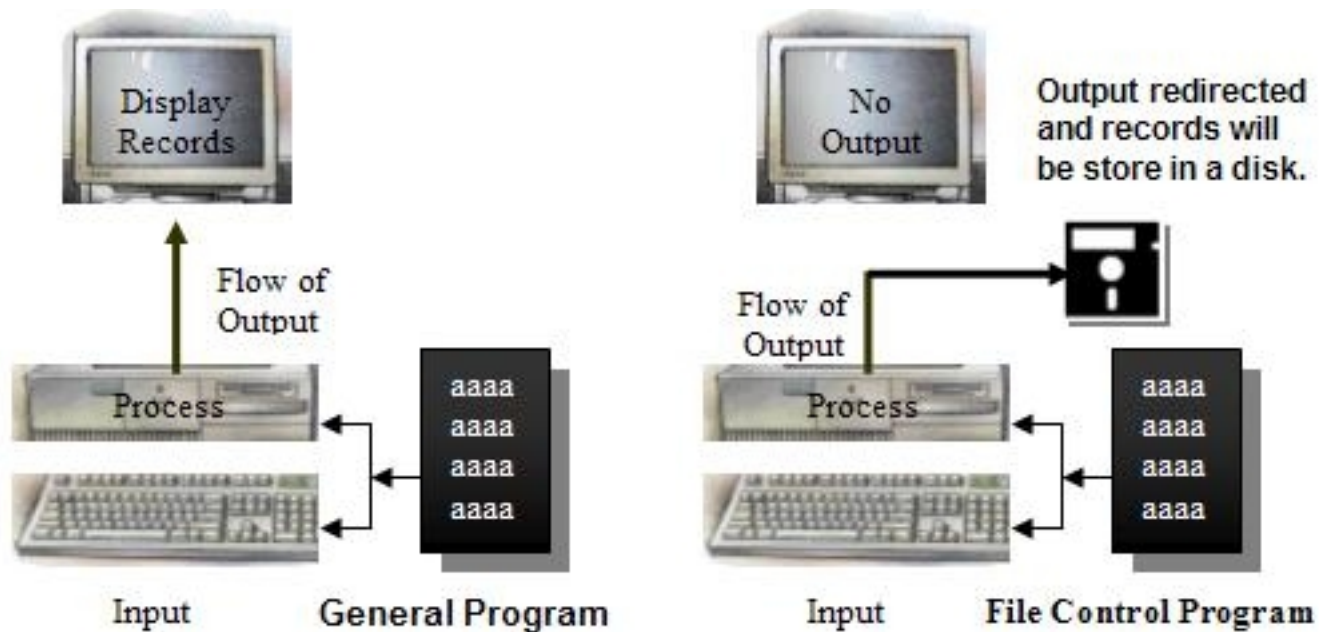 Display
Records
Flow of
Output
Process
aaaa
aaaa
aaaa
aaaa
Input
General Program
No
Output
Output redirected
and records will
be store in a disk.
Flow of
Output
Process
aaaa
aaaa
aaaa
aaaa
Input
File Control Program